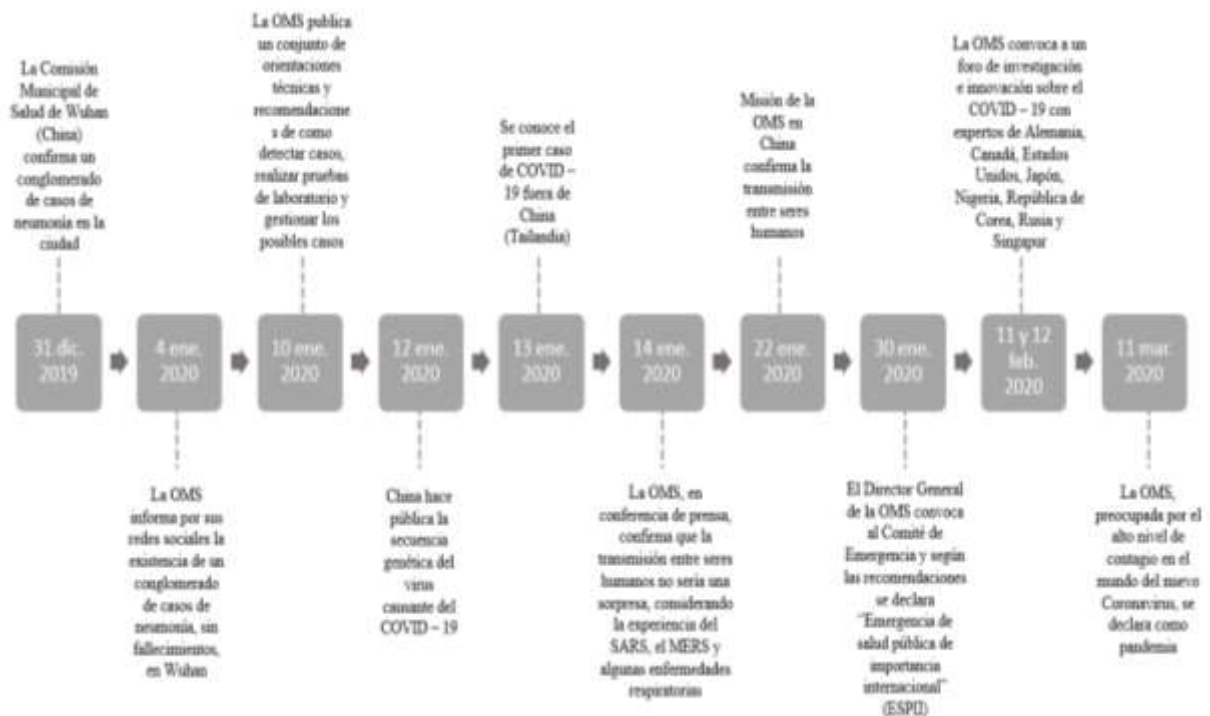 La Comisión
Municipal de
Salud de Wuhan
(China)
confirma un
conglomerado
de casos de
neumonía en la
ciudad
La OMS publica
un conjunto de
orientaciones
técnicas y
recomendacione
s de como
detectar casos,
realizar pruebas
de laboratorio y
gestionar los
posibles casos
Se conoce el
primer caso
de COVID –
19 fuera de
China
(Tailandia)
Misión de la
OMS en
China
confirma la
transmisión
entre seres
humanos
La OMS convoca a un
foro de investigación
e innovación sobre el
COVID – 19 con
expertos de Alemania,
Canadá, Estados
Unidos, Japón,
Nigeria, República de
Corea, Rusia y
Singapur
31 dic.
2019
4 ene.
2020
10 ene.
2020
12 ene.
2020
13 ene.
2020
14 ene.
2020
22 ene.
2020
30 ene.
2020
11 y 12
feb.
2020
11 mar.
2020
La OMS
informa por sus
redes sociales la
existencia de un
conglomerado
de casos de
neumonía, sin
fallecimientos,
en Wuhan
China hace
pública la
secuencia
genética del
virus
causante del
COVID – 19
La OMS, en
conferencia de prensa,
confirma que la
transmisión entre seres
humanos no sería una
sorpresa, considerando
la experiencia del
SARS, el MERS y
algunas enfermedades
respiratorias
El Director General
de la OMS convoca
al Comité de
Emergencia y según
las recomendaciones
se declara
"Emergencia de
salud pública de
importancia
internacional"
(ESPII)
La OMS,
preocupada por el
alto nivel de
contagio en el
mundo del nuevo
Coronavirus, se
declara como
pandemia